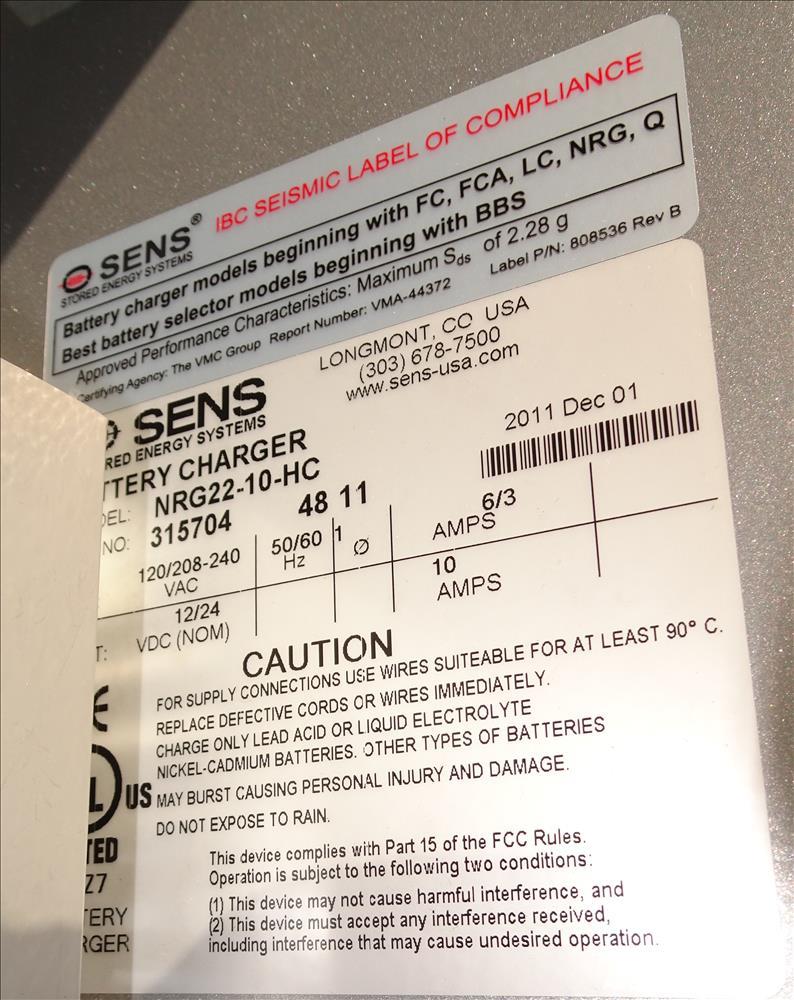 SENS®
STORED ENERGY SYSTEMS
IBC SEISMIC LABEL OF COMPLIANCE
Battery charger models beginning with FC, FCA, LC, NRG, Q
Best battery selector models beginning with BBS
Approved Performance Characteristics: Maximum Sds of 2.28 g
Certifying Agency: The VMC Group Report Number: VMA-44372
Label P/N: 808536 Rev B
SENS
RED ENERGY SYSTEMS
LONGMONT, CO USA
(303) 678-7500
www.sens-usa.com
TTERY CHARGER
DEL: NRG22-10-HC
NO: 315704
48 11
2011 Dec 01
120/208-240
VAC
50/60
Hz
1 Ø
6/3
AMPS
T:
12/24
VDC (NOM)
10
AMPS
CAUTION
FOR SUPPLY CONNECTIONS USE WIRES SUITEABLE FOR AT LEAST 90° C.
REPLACE DEFECTIVE CORDS OR WIRES IMMEDIATELY.
CHARGE ONLY LEAD ACID OR LIQUID ELECTROLYTE
NICKEL-CADMIUM BATTERIES. OTHER TYPES OF BATTERIES
MAY BURST CAUSING PERSONAL INJURY AND DAMAGE.
DO NOT EXPOSE TO RAIN.
CE
L US
TED
Z7
TERY
RGER
This device complies with Part 15 of the FCC Rules.
Operation is subject to the following two conditions:
(1) This device may not cause harmful interference, and
(2) This device must accept any interference received,
including interference that may cause undesired operation.